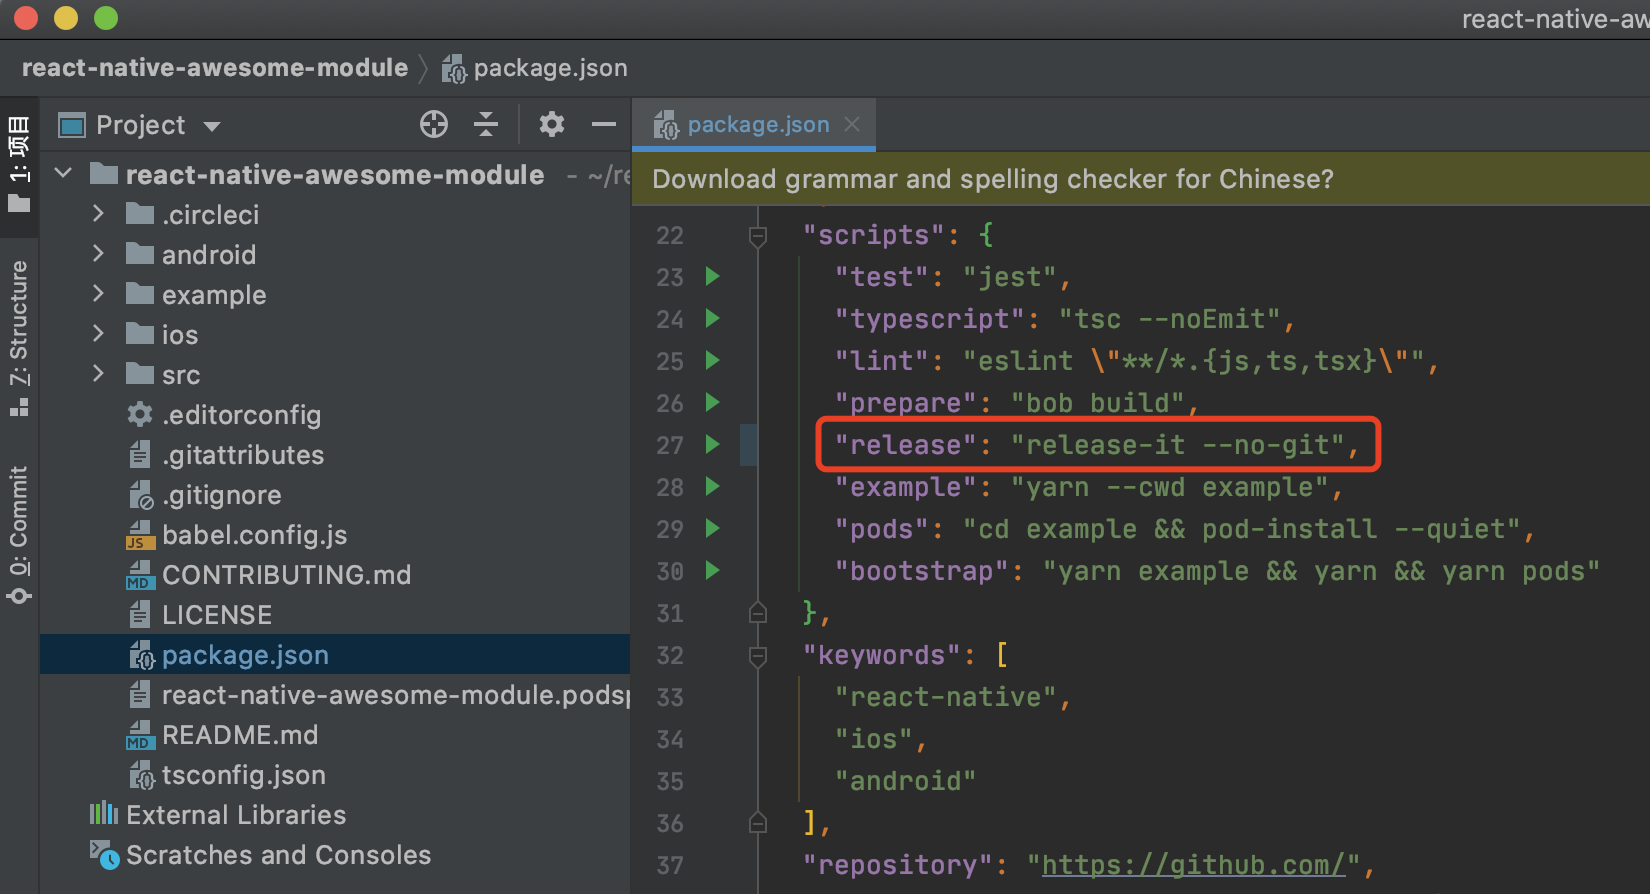 react-native-aw
react-native-awesome-module
package.json
1: 项目
7: Structure
0: Commit
Project
react-native-awesome-module - ~/re
.circleci
android
example
ios
src
.editorconfig
.gitattributes
.gitignore
babel.config.js
CONTRIBUTING.md
LICENSE
package.json
react-native-awesome-module.podsp
README.md
tsconfig.json
External Libraries
Scratches and Consoles
package.json
Download grammar and spelling checker for Chinese?
22 "scripts": {
23 "test": "jest",
24 "typescript": "tsc --noEmit",
25 "lint": "eslint \"**/*.{js,ts,tsx}\"",
26 "prepare": "bob build",
27 "release": "release-it --no-git",
28 "example": "yarn --cwd example",
29 "pods": "cd example && pod-install --quiet",
30 "bootstrap": "yarn example && yarn && yarn pods"
31 },
32 "keywords": [
33 "react-native",
34 "ios",
35 "android"
36 ],
37 "repository": "https://github.com/",